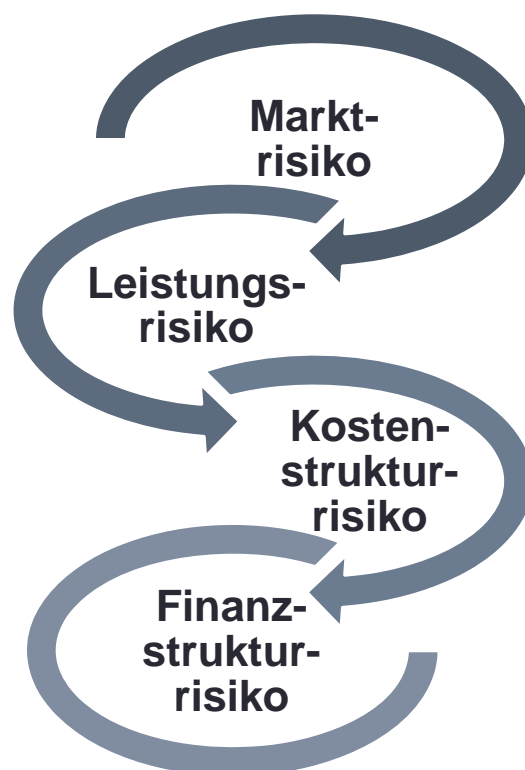 Markt-
risiko
Leistungs-
risiko
Kosten-
struktur-
risiko
Finanz-
struktur-
risiko